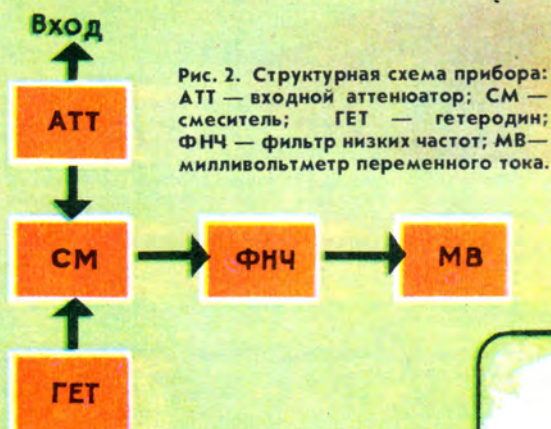 Вход
Рис. 2. Структурная схема прибора:
АТТ — входной аттенюатор; СМ —
смеситель; ГЕТ — гетеродин;
ФНЧ — фильтр низких частот; МВ—
милливольтметр переменного тока.
АТТ
СМ
ФНЧ
МВ
ГЕТ